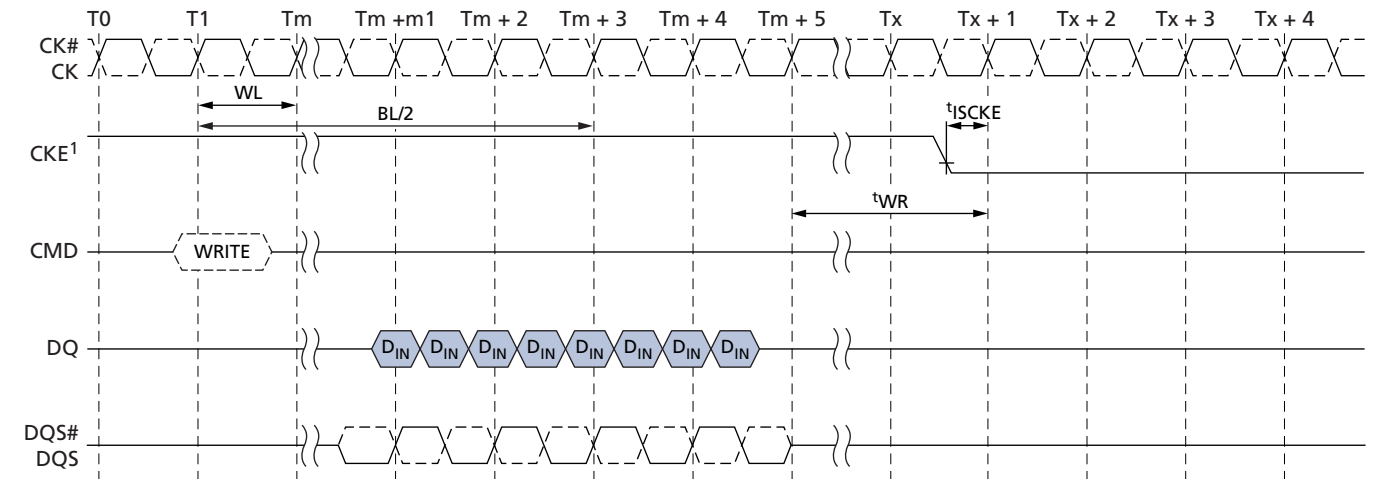 T0 T1 Tm Tm +m1 Tm + 2 Tm + 3 Tm + 4 Tm + 5 Tx Tx + 1 Tx + 2 Tx + 3 Tx + 4
CK#
CK
WL
BL/2
tISCKE
CKE1
tWR
CMD WRITE
DQ DIN DIN DIN DIN DIN DIN DIN DIN
DQS#
DQS